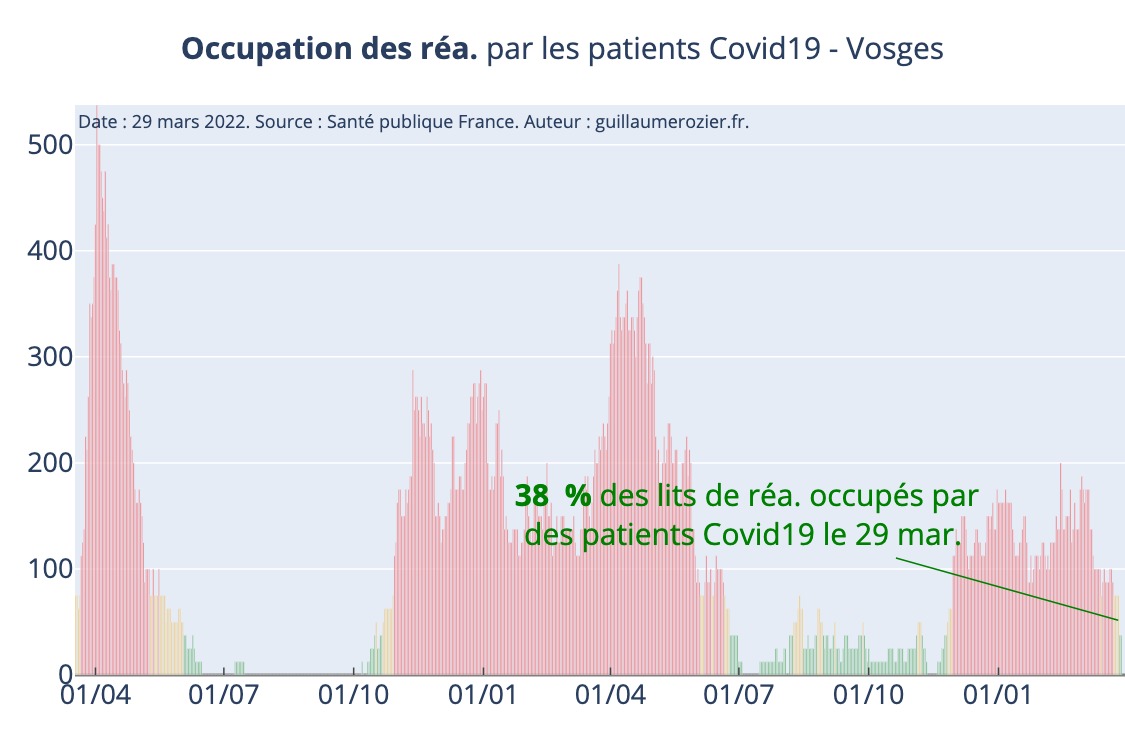 Occupation des réa. par les patients Covid19 - Vosges
Date : 29 mars 2022. Source : Santé publique France. Auteur : guillaumerozier.fr.
500
400
300
200
38 % des lits de réa. occupés par
des patients Covid19 le 29 mar.
100
0
01/04 01/07 01/10 01/01 01/04 01/07 01/10 01/01